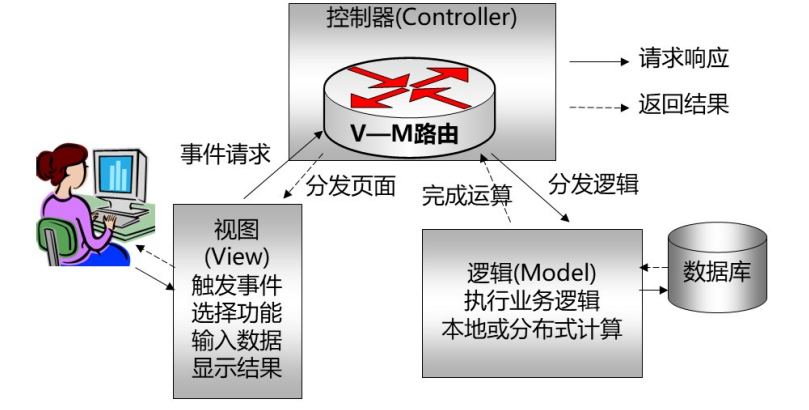 控制器(Controller)
V—M路由
请求响应
返回结果
事件请求
分发页面
完成运算
分发逻辑
视图
(View)
触发事件
选择功能
输入数据
显示结果
逻辑(Model)
执行业务逻辑
本地或分布式计算
数据库